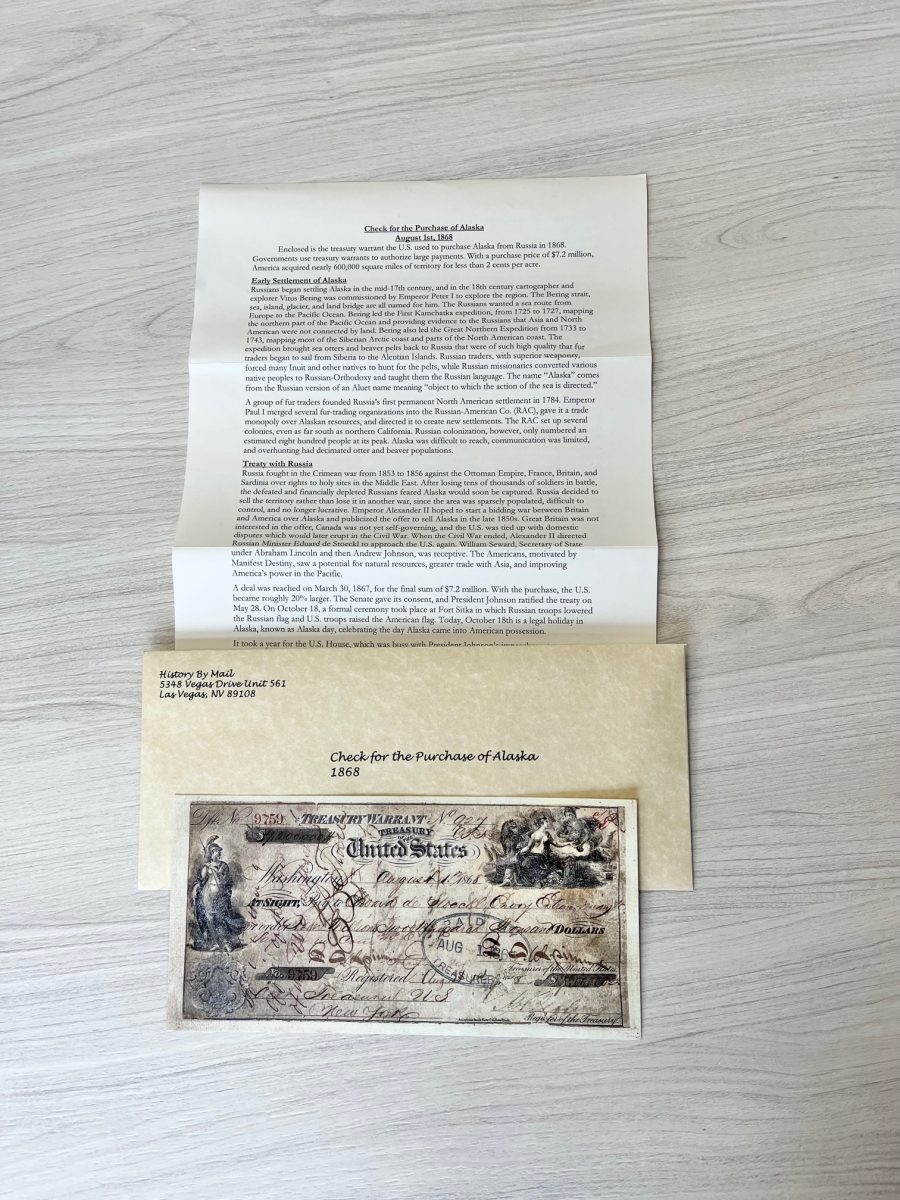 Check for the Purchase of Alaska
August 1st, 1868
Enclosed is the treasury warrant the U.S. used to purchase Alaska from Russia in 1868.
Governments use treasury warrants to authorize large payments. With a purchase price of $7.2 million,
America acquired nearly 600,000 square miles of territory for less than 2 cents per acre.
Early Settlement of Alaska
Russians began settling Alaska in the mid-17th century, and in the 18th century cartographer and
explorer Vitus Bering was commissioned by Emperor Peter I to explore the region. The Bering strait,
sea, island, glacier, and land bridge are all named for him. The Russians wanted a sea route from
Europe to the Pacific Ocean. Bering led the First Kamchatka expedition, from 1725 to 1727, mapping
the northern part of the Pacific Ocean and providing evidence to the Russians that Asia and North
American were not connected by land. Bering also led the Great Northern Expedition from 1733 to
1743, mapping most of the Siberian Arctic coast and parts of the North American coast. The
expedition brought sea otters and beaver pelts back to Russia that were of such high quality that fur
traders began to sail from Siberia to the Aleutian Islands. Russian traders, with superior weaponry,
forced many Inuit and other natives to hunt for the pelts, while Russian missionaries converted various
native peoples to Russian-Orthodoxy and taught them the Russian language. The name “Alaska” comes
from the Russian version of an Aluet name meaning “object to which the action of the sea is directed.”
A group of fur traders founded Russia’s first permanent North American settlement in 1784. Emperor
Paul I merged several fur-trading organizations into the Russian-American Co. (RAC), gave it a trade
monopoly over Alaskan resources, and directed it to create new settlements. The RAC set up several
colonies, even as far south as northern California. Russian colonization, however, only numbered an
estimated eight hundred people at its peak. Alaska was difficult to reach, communication was limited,
and overhunting had decimated otter and beaver populations.
Treaty with Russia
Russia fought in the Crimean war from 1853 to 1856 against the Ottoman Empire, France, Britain, and
Sardinia over rights to holy sites in the Middle East. After losing tens of thousands of soldiers in battle,
the defeated and financially depleted Russians feared Alaska would soon be captured. Russia decided to
sell the territory rather than lose it in another war, since the area was sparsely populated, difficult to
control, and no longer lucrative. Emperor Alexander II hoped to start a bidding war between Britain
and America over Alaska and publicized the offer to sell Alaska in the late 1850s. Great Britain was not
interested in the offer, Canada was not yet self-governing, and the U.S. was tied up with domestic
disputes which would later erupt in the Civil War. When the Civil War ended, Alexander II directed
Russian Minister Eduard de Stoeckl to approach the U.S. again. William Seward, Secretary of State
under Abraham Lincoln and then Andrew Johnson, was receptive. The Americans, motivated by
Manifest Destiny, saw a potential for natural resources, greater trade with Asia, and improving
America’s power in the Pacific.
A deal was reached on March 30, 1867, for the final sum of $7.2 million. With the purchase, the U.S.
became roughly 20% larger. The Senate gave its consent, and President Johnson ratified the treaty on
May 28. On October 18, a formal ceremony took place at Fort Sitka in which Russian troops lowered
the Russian flag and U.S. troops raised the American flag. Today, October 18th is a legal holiday in
Alaska, known as Alaska day, celebrating the day Alaska came into American possession.
It took a year for the U.S. House, which was busy with President Johnson’s
History By Mail
5348 Vegas Drive Unit 561
Las Vegas, NV 89108
Check for the Purchase of Alaska
1868
9759 TREASURY WARRANT No 927
TREASURY
United States
Washington August 1st 1868
AT SIGHT, Pay to Edward de Stoeckl, Envoy
DOLLARS
PAID
AUG 1
TREASURER
No. 9759 Registered Aug
Treasurer of the United States
Treasurer U.S
New York
Register of the Treasury